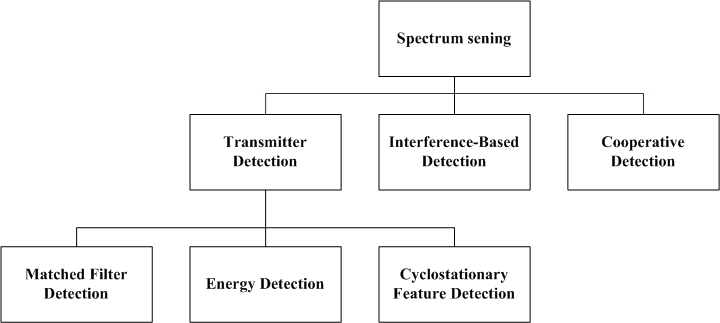 Spectrum sening
Transmitter
Detection
Interference-Based
Detection
Cooperative
Detection
Matched Filter
Detection
Energy Detection
Cyclostationary
Feature Detection